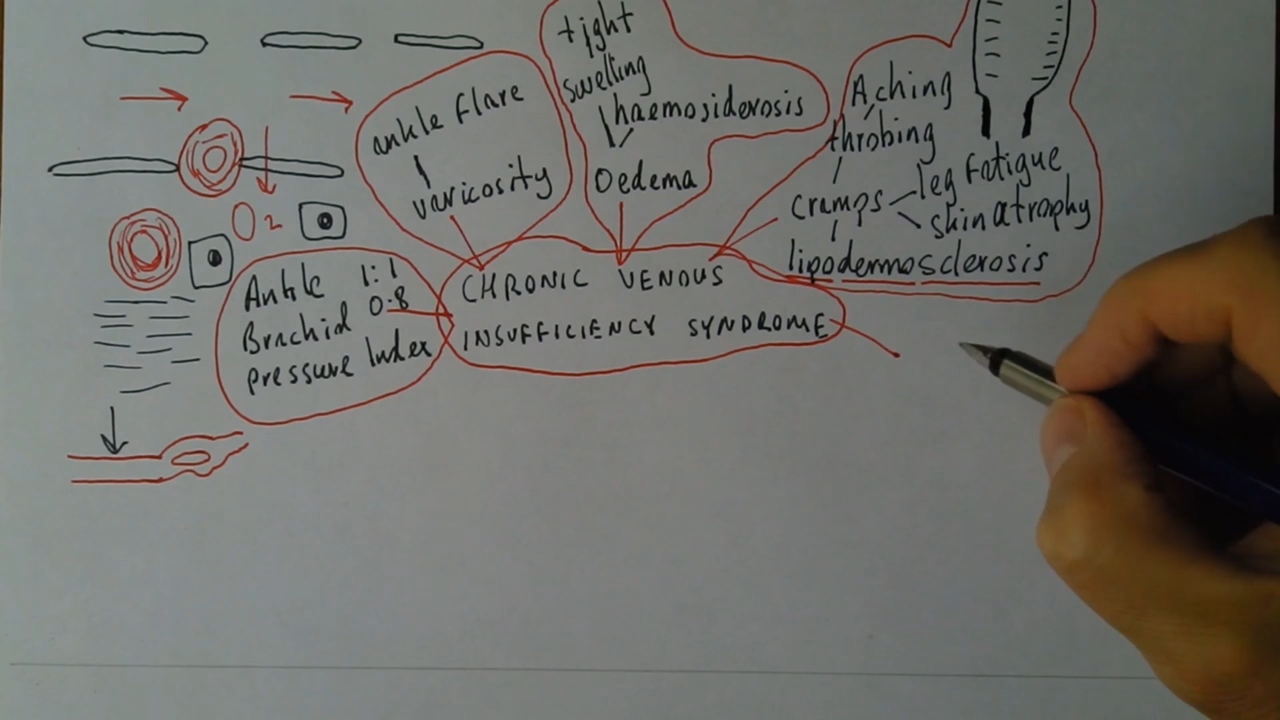 ankle flare
varicosity
tight
swelling
haemosiderosis
Oedema
Aching
throbing
cramps
leg fatigue
skin atrophy
lipodermosclerosis
O2
Ankle 1:1
Brachial 0.8
pressure Index
CHRONIC VENOUS
INSUFFICIENCY SYNDROME